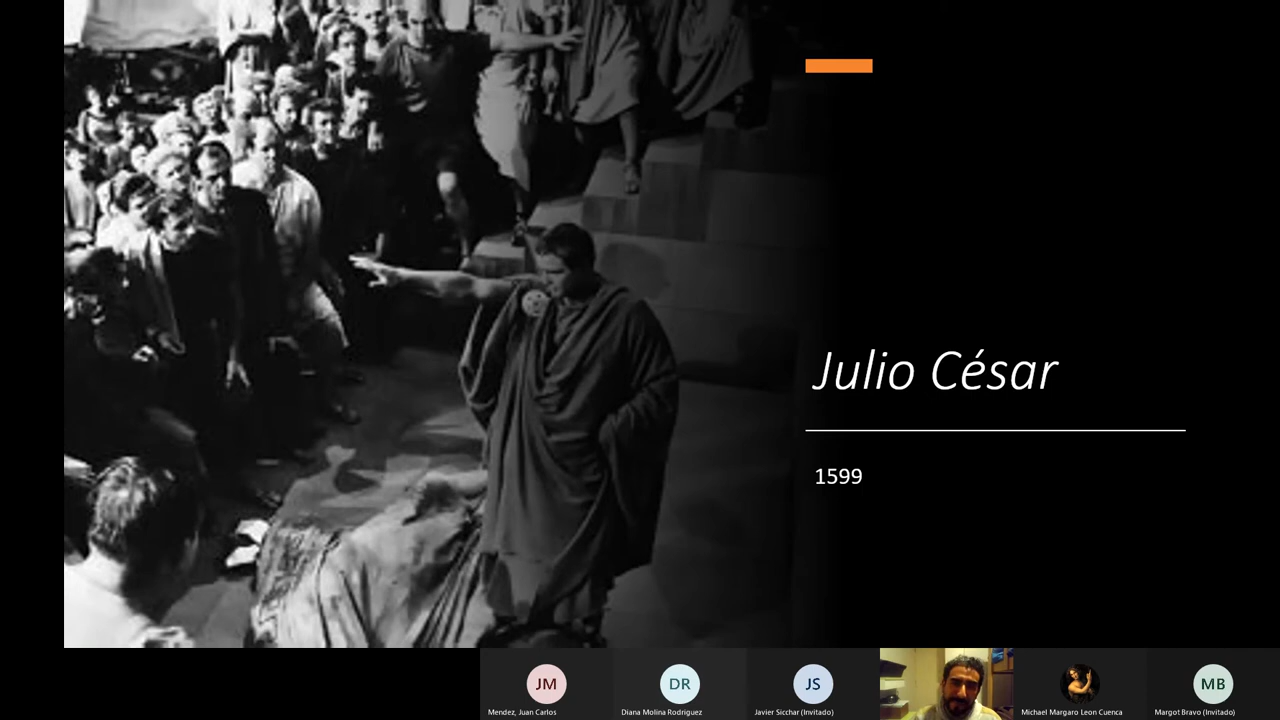 Julio César
1599
JM
Mendez, Juan Carlos
DR
Diana Molina Rodriguez
JS
Javier Sicchar (Invitado)
Michael Margaro Leon Cuenca
MB
Margot Bravo (Invitado)